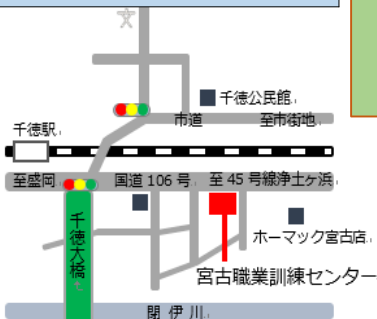 文
千徳公民館
市道 至市街地
千徳駅
至盛岡 国道 106 号 至 45 号線浄土ヶ浜
千徳大橋
ホーマック宮古店
宮古職業訓練センター
閉 伊 川